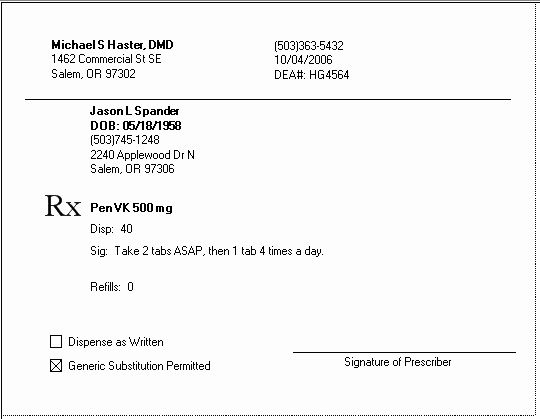 Michael S Haster, DMD
1462 Commercial St SE
Salem, OR 97302
(503)363-5432
10/04/2006
DEA#: HG4564
Jason L Spander
DOB: 05/18/1958
(503)745-1248
2240 Applewood Dr N
Salem, OR 97306
Rx Pen VK 500 mg
Disp: 40
Sig: Take 2 tabs ASAP, then 1 tab 4 times a day.
Refills: 0
Dispense as Written
Generic Substitution Permitted
Signature of Prescriber